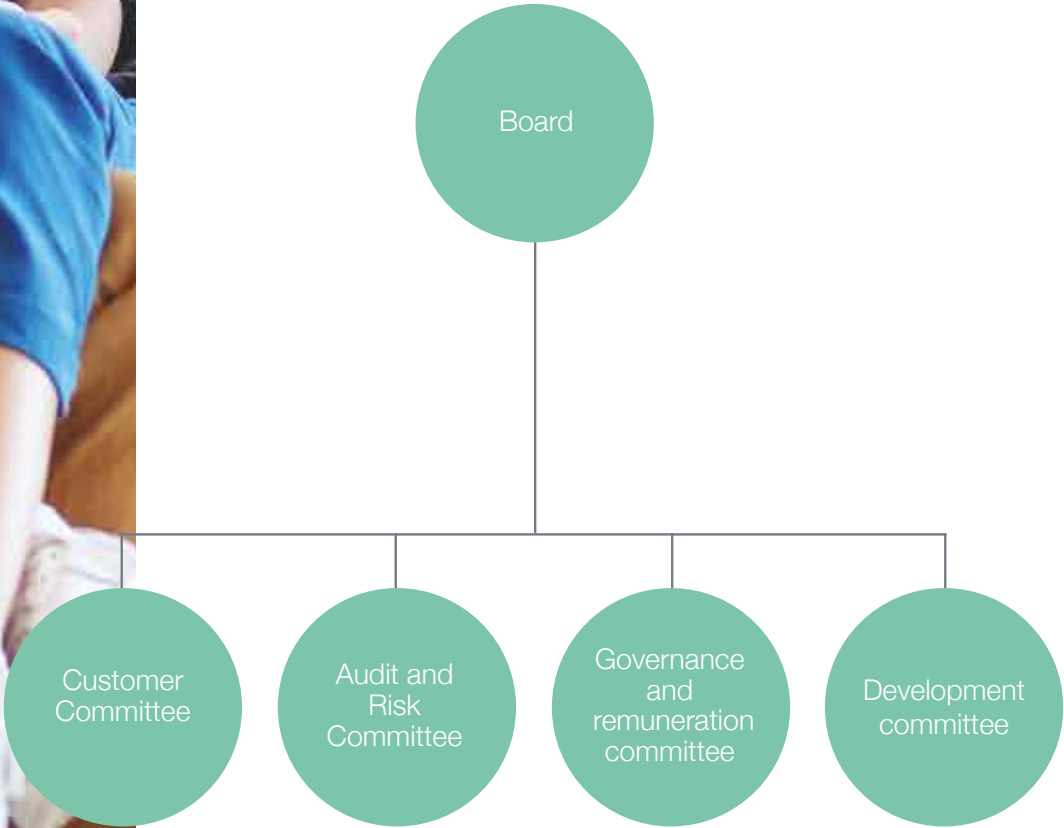 Board
Customer
Committee
Audit and
Risk
Committee
Governance
and
remuneration
committee
Development
committee